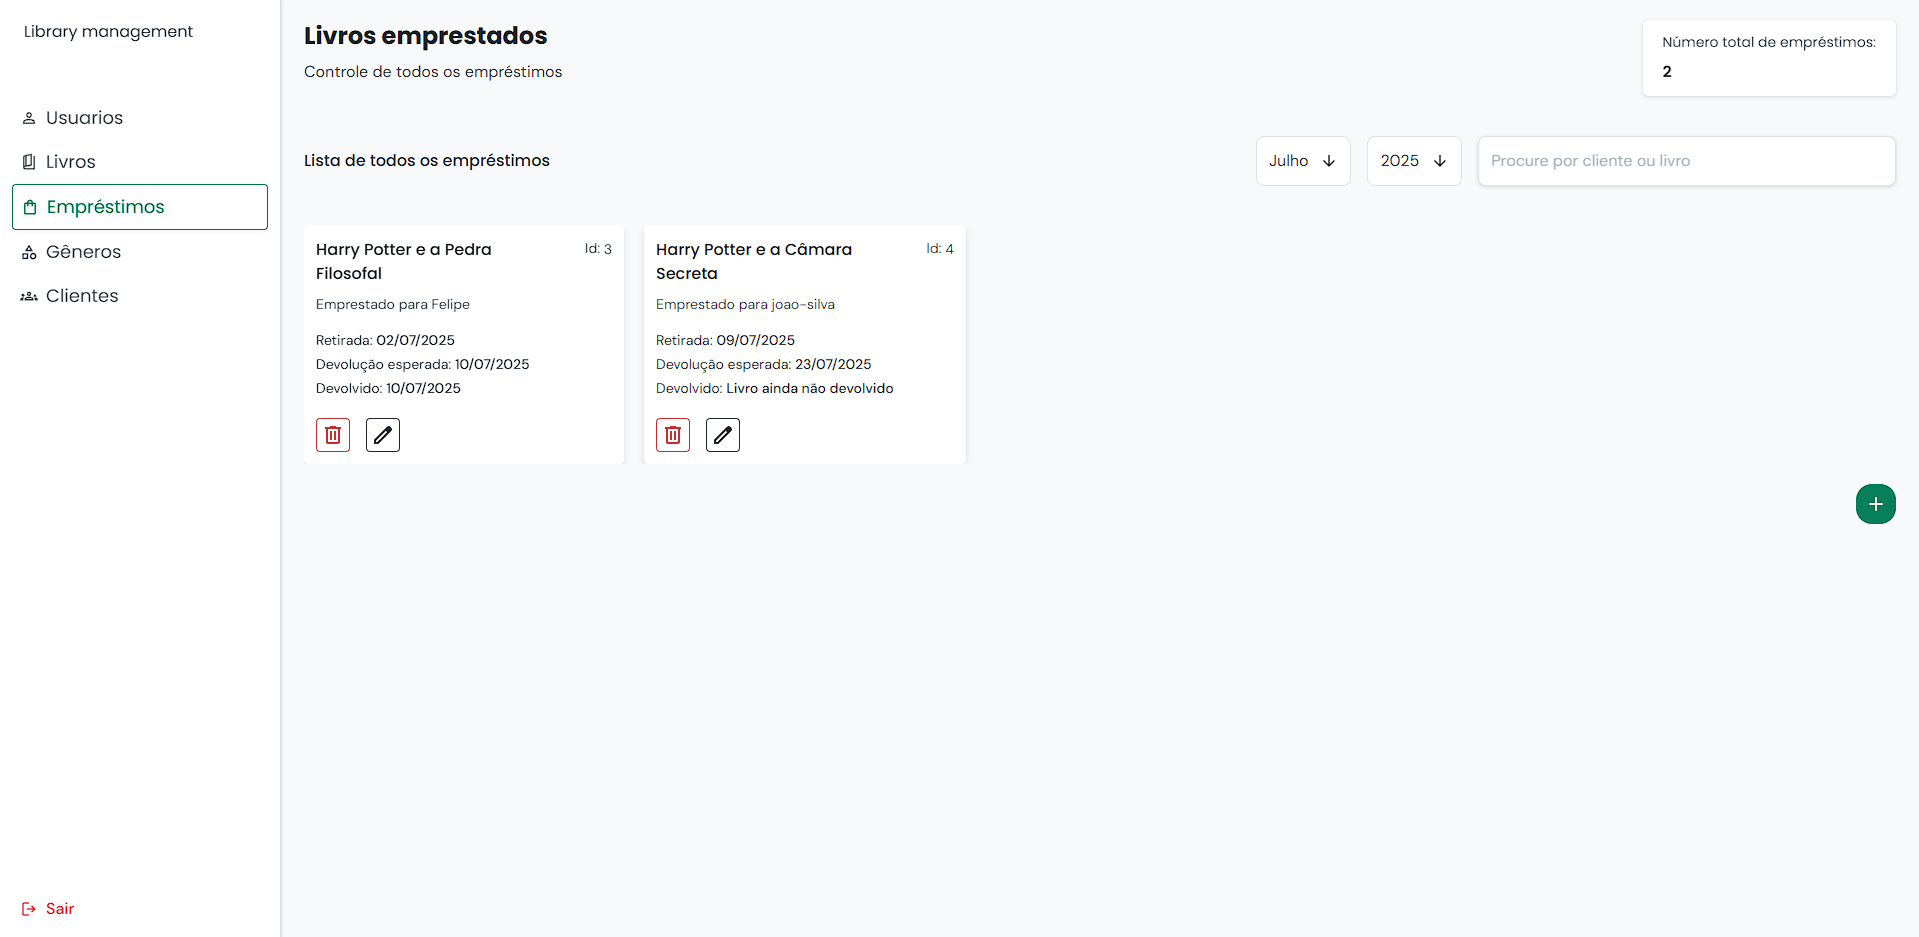 Library management
Usuarios
Livros
Empréstimos
Gêneros
Clientes
Sair
Livros emprestados
Controle de todos os empréstimos
Número total de empréstimos:
2
Lista de todos os empréstimos
Julho
2025
Procure por cliente ou livro
Harry Potter e a Pedra
Filosofal
Id: 3
Emprestado para Felipe
Retirada: 02/07/2025
Devolução esperada: 10/07/2025
Devolvido: 10/07/2025
Harry Potter e a Câmara
Secreta
Id: 4
Emprestado para joao-silva
Retirada: 09/07/2025
Devolução esperada: 23/07/2025
Devolvido: Livro ainda não devolvido